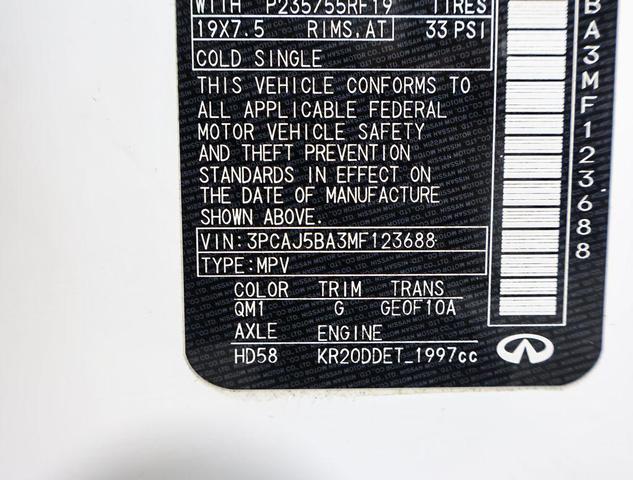 WITH P235/55RF19 TIRES
19X7.5 RIMS,AT 33 PSI
COLD SINGLE
THIS VEHICLE CONFORMS TO
ALL APPLICABLE FEDERAL
MOTOR VEHICLE SAFETY
AND THEFT PREVENTION
STANDARDS IN EFFECT ON
THE DATE OF MANUFACTURE
SHOWN ABOVE.
VIN:3PCAJ5BA3MF123688
TYPE:MPV
COLOR TRIM TRANS
QM1 G GE0F10A
AXLE ENGINE
HD58 KR20DDET_1997cc
BA3MF123688